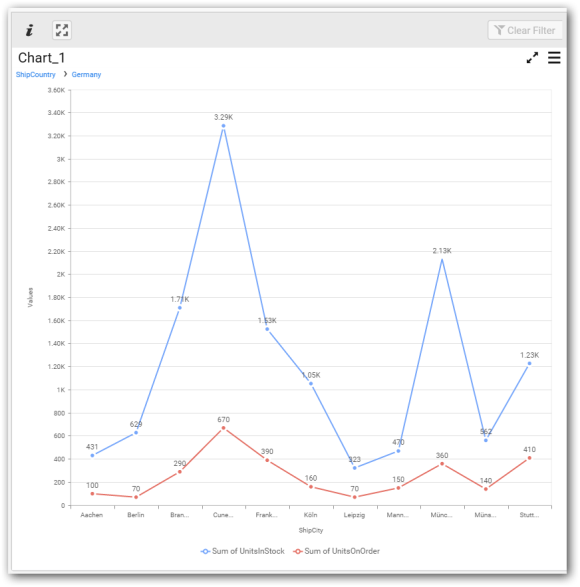 i
Clear Filter
Chart_1
ShipCountry > Germany
3.60K
3.40K
3.20K
3K
2.80K
2.60K
2.40K
2.20K
2K
1.80K
1.60K
1.40K
1.20K
1K
800
600
400
200
0
Values
431
629
1.71K
3.29K
1.53K
1.05K
323
470
2.13K
562
1.23K
100
70
290
670
390
160
70
150
360
140
410
Aachen Berlin Bran... Cune... Frank... Köln Leipzig Mann... Münc... Müns... Stutt...
ShipCity
Sum of UnitsInStock Sum of UnitsOnOrder